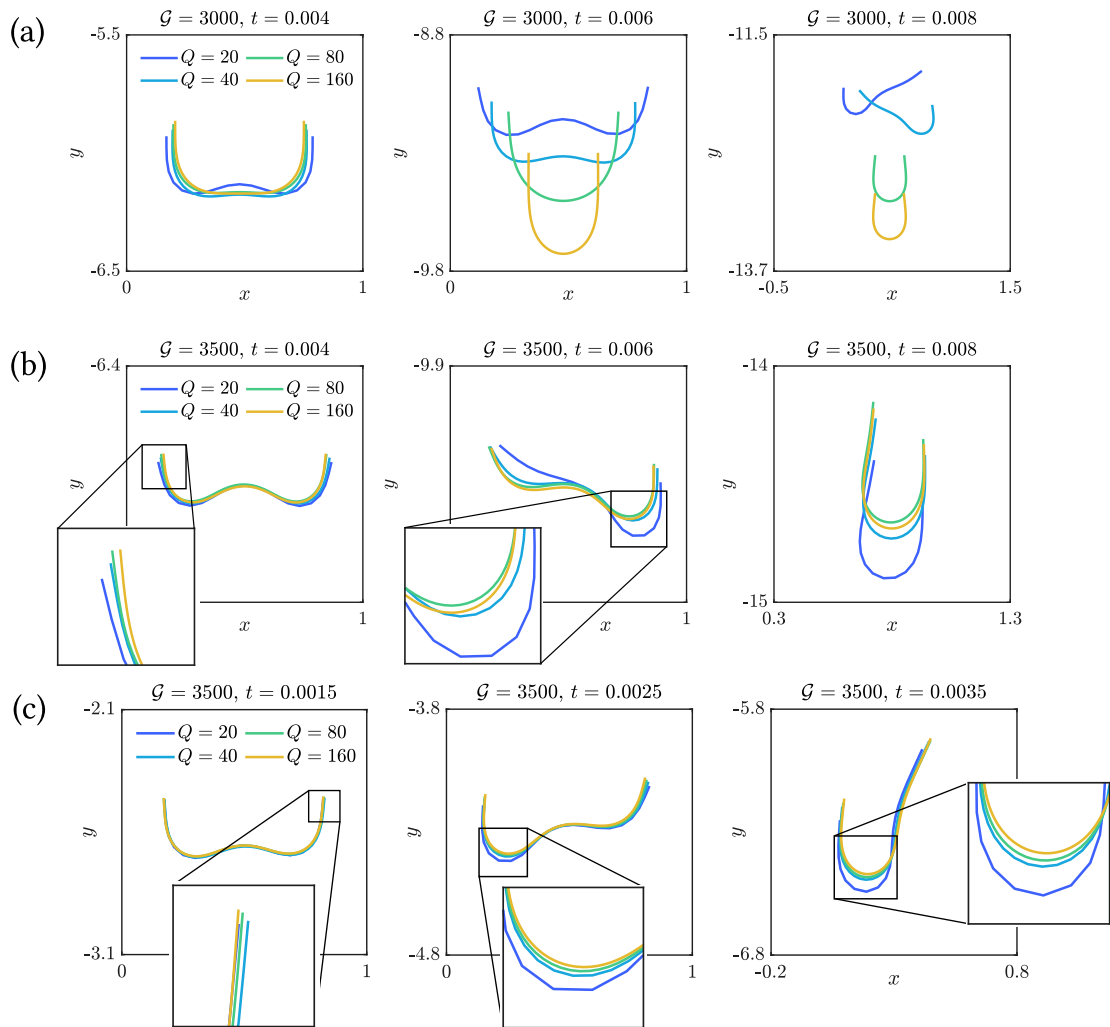 (a)
𝒢 = 3000, t = 0.004
𝒢 = 3000, t = 0.006
𝒢 = 3000, t = 0.008
-5.5
Q = 20
Q = 80
Q = 40
Q = 160
y
-6.5
0
x
1
-8.8
y
-9.8
0
x
1
-11.5
y
-13.7
-0.5
x
1.5
(b)
𝒢 = 3500, t = 0.004
𝒢 = 3500, t = 0.006
𝒢 = 3500, t = 0.008
-6.4
Q = 20
Q = 80
Q = 40
Q = 160
y
x
1
-9.9
y
x
1
-14
y
-15
0.3
x
1.3
(c)
𝒢 = 3500, t = 0.0015
𝒢 = 3500, t = 0.0025
𝒢 = 3500, t = 0.0035
-2.1
Q = 20
Q = 80
Q = 40
Q = 160
y
-3.1
0
1
-3.8
y
-4.8
0
1
-5.8
y
-6.8
-0.2
x
0.8